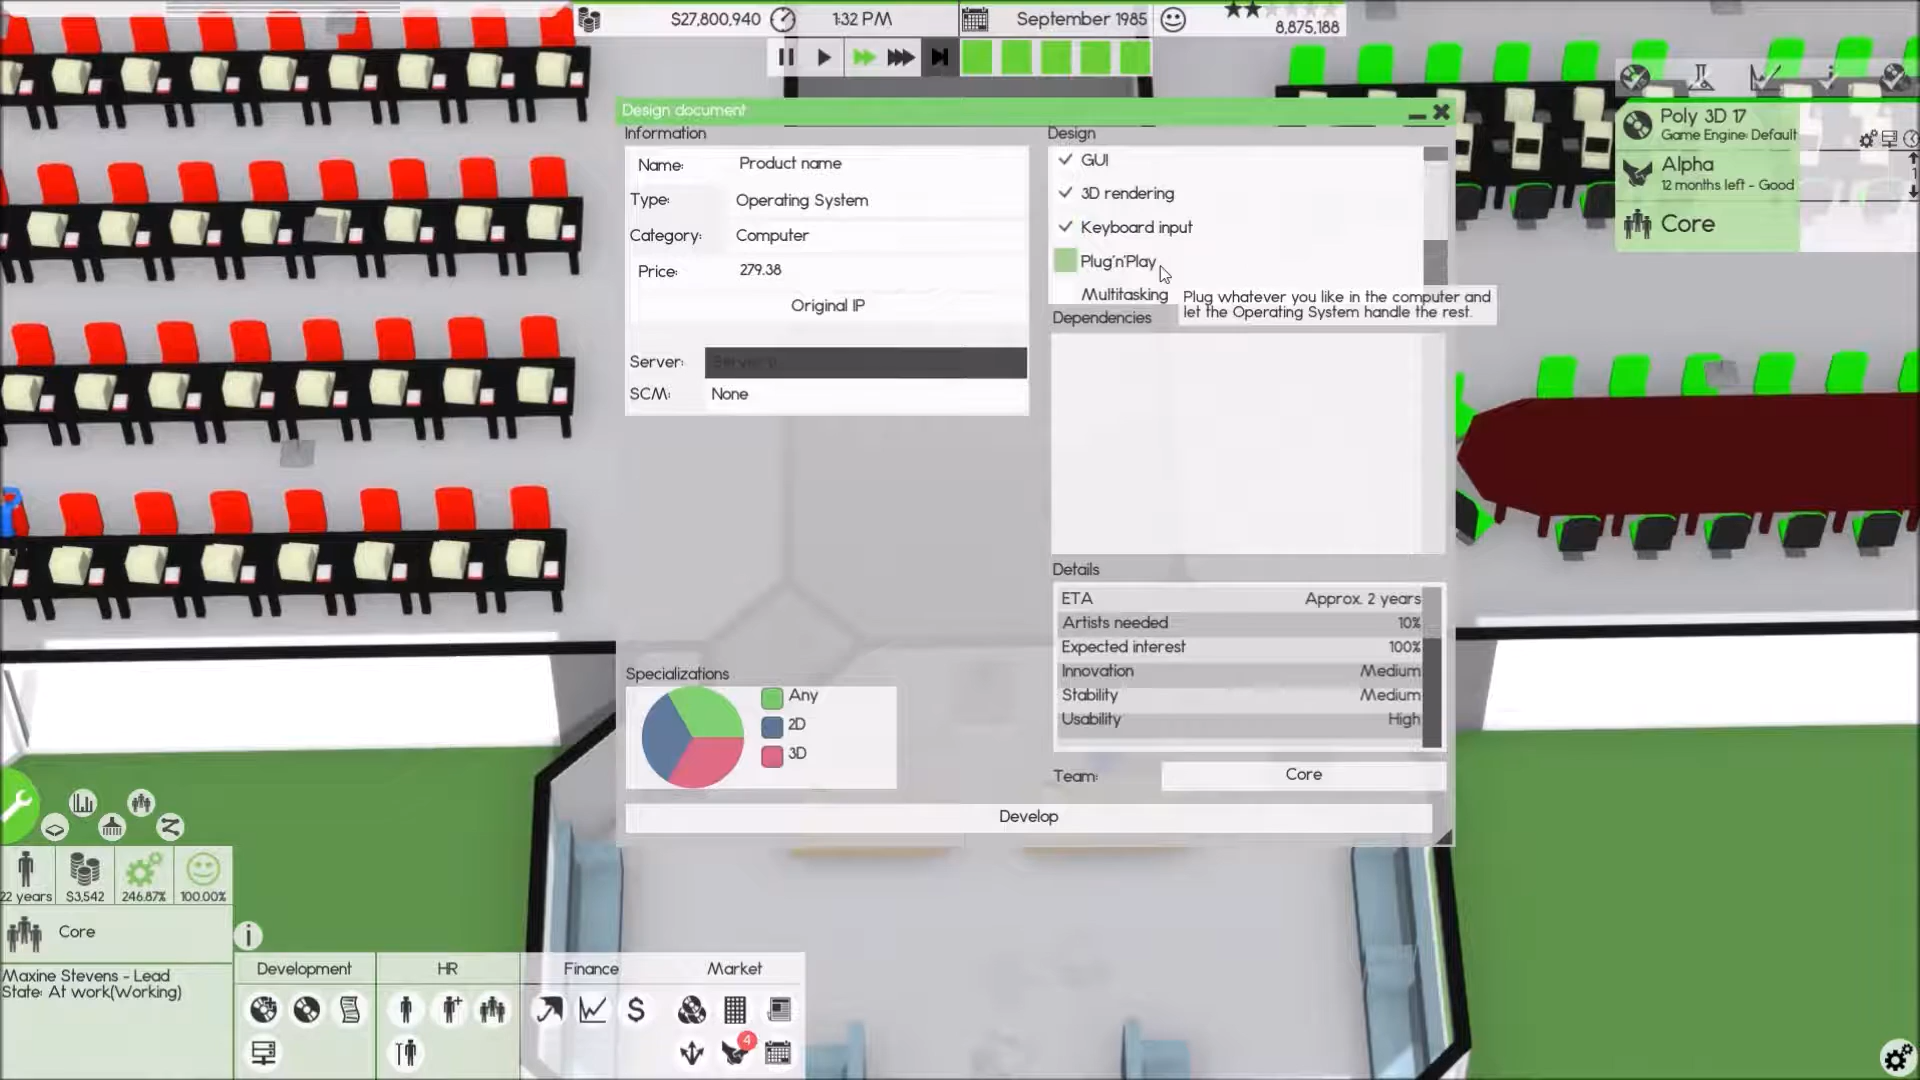 $27,800,940
1:32 PM
September 1985
8,875,188
Design document
Information
Name: Product name
Type: Operating System
Category: Computer
Price: 279.38
Original IP
Server:
SCM: None
Design
GUI
3D rendering
Keyboard input
Plug'n'Play
Multitasking
Plug whatever you like in the computer and
let the Operating System handle the rest.
Dependencies
Details
ETA Approx. 2 years
Artists needed 10%
Expected interest 100%
Innovation Medium
Stability Medium
Usability High
Specializations
Any
2D
3D
Team: Core
Develop
Poly 3D 17
Game Engine: Default
Alpha
12 months left - Good
1
Core
22 years
$3,542
246.87%
100.00%
Core
i
Maxine Stevens - Lead
State: At work(Working)
Development
HR
Finance
Market
4